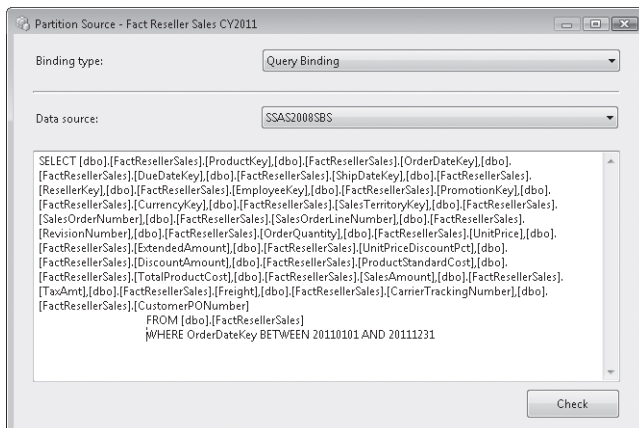 Partition Source - Fact Reseller Sales CY2011
Binding type: Query Binding
Data source: SSAS2008SBS
SELECT [dbo].[FactResellerSales].[ProductKey],[dbo].[FactResellerSales].[OrderDateKey],[dbo].
[FactResellerSales].[DueDateKey],[dbo].[FactResellerSales].[ShipDateKey],[dbo].[FactResellerSales].
[ResellerKey],[dbo].[FactResellerSales].[EmployeeKey],[dbo].[FactResellerSales].[PromotionKey],[dbo].
[FactResellerSales].[CurrencyKey],[dbo].[FactResellerSales].[SalesTerritoryKey],[dbo].[FactResellerSales].
[SalesOrderNumber],[dbo].[FactResellerSales].[SalesOrderLineNumber],[dbo].[FactResellerSales].
[RevisionNumber],[dbo].[FactResellerSales].[OrderQuantity],[dbo].[FactResellerSales].[UnitPrice],[dbo].
[FactResellerSales].[ExtendedAmount],[dbo].[FactResellerSales].[UnitPriceDiscountPct],[dbo].
[FactResellerSales].[DiscountAmount],[dbo].[FactResellerSales].[ProductStandardCost],[dbo].
[FactResellerSales].[TotalProductCost],[dbo].[FactResellerSales].[SalesAmount],[dbo].[FactResellerSales].
[TaxAmt],[dbo].[FactResellerSales].[Freight],[dbo].[FactResellerSales].[CarrierTrackingNumber],[dbo].
[FactResellerSales].[CustomerPONumber]
FROM [dbo].[FactResellerSales]
WHERE OrderDateKey BETWEEN 20110101 AND 20111231
Check